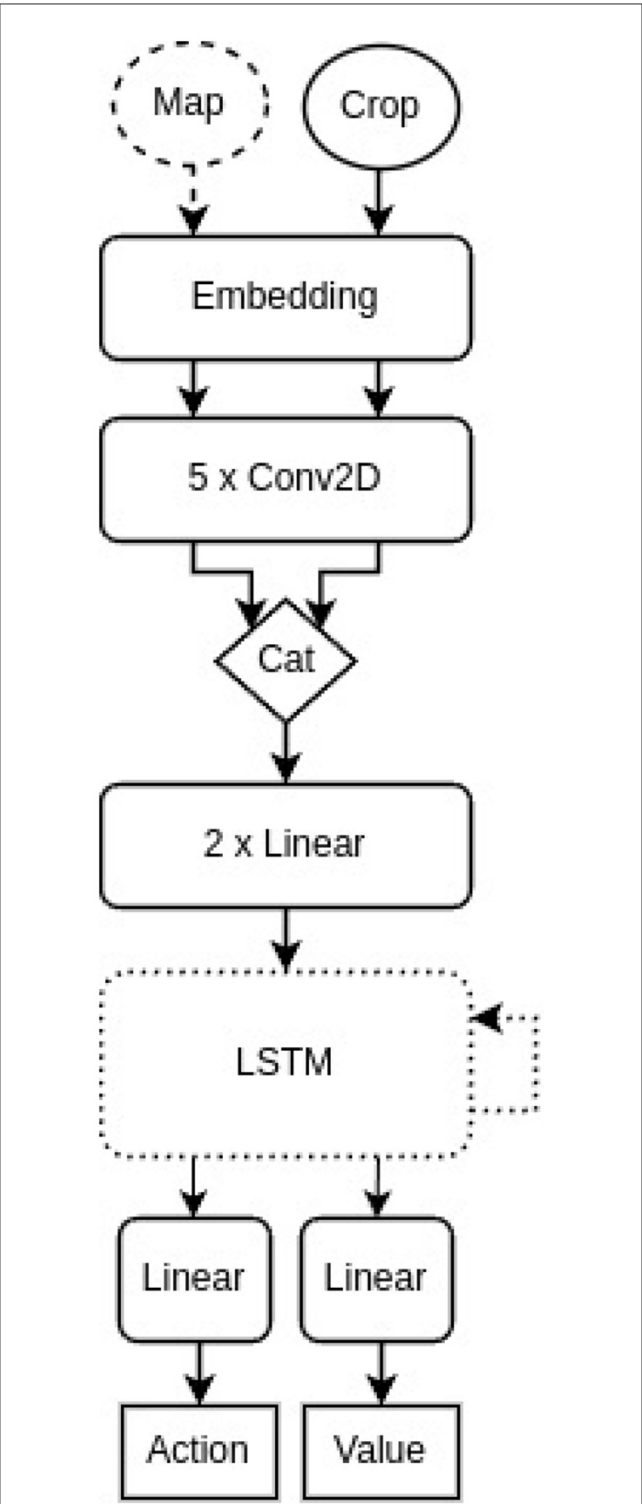 Map
Crop
Embedding
5 x Conv2D
Cat
2 x Linear
LSTM
Linear
Linear
Action
Value